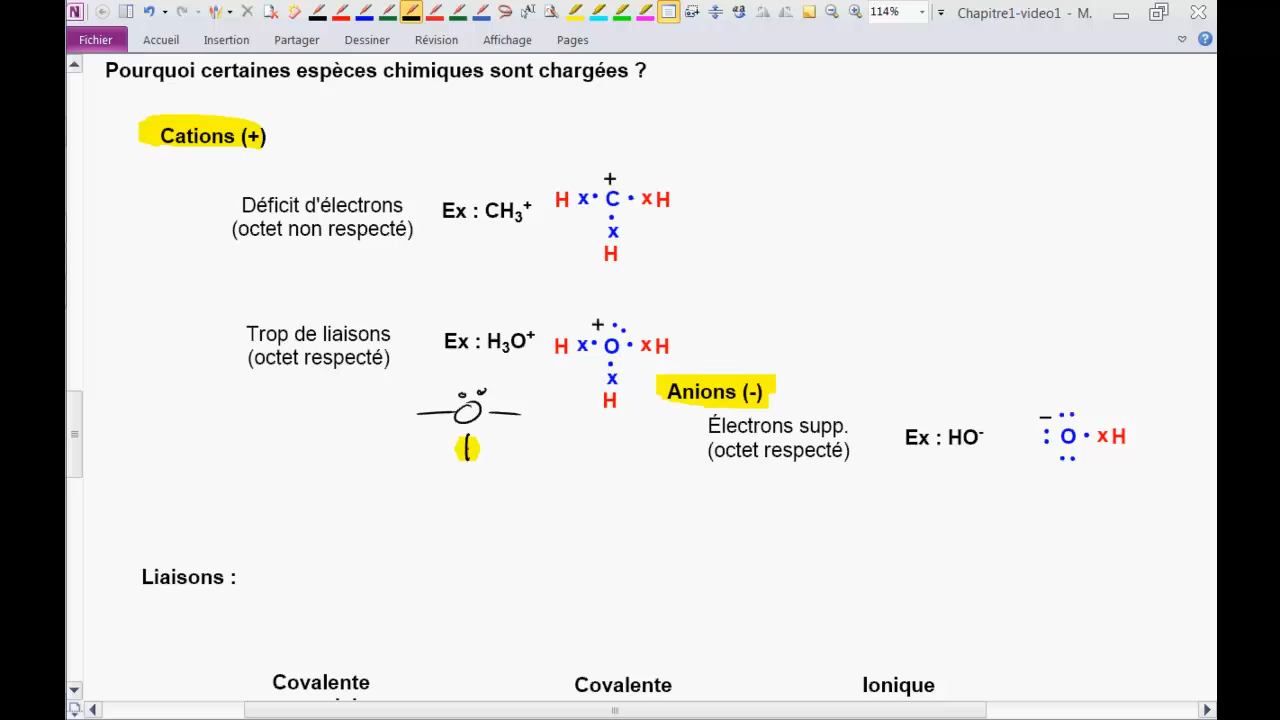 114%
Chapitre1-video1 - M.
Fichier
Accueil
Insertion
Partager
Dessiner
Révision
Affichage
Pages
Pourquoi certaines espèces chimiques sont chargées ?
Cations (+)
Déficit d'électrons
(octet non respecté)
Ex : CH₃⁺
+
H x • C • x H
•
x
H
Trop de liaisons
(octet respecté)
Ex : H₃O⁺
+ ••
H x • O • x H
•
x
H
O
Anions (-)
Électrons supp.
(octet respecté)
Ex : HO⁻
− ••
: O • x H
••
Liaisons :
Covalente
Covalente
Ionique